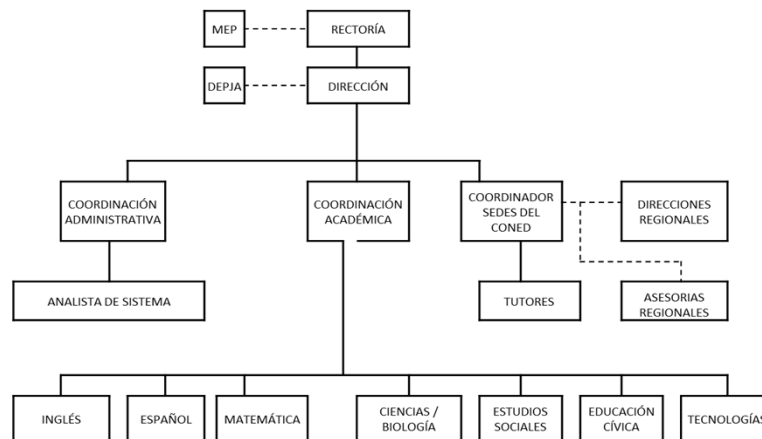 MEP
RECTORÍA
DEPJA
DIRECCIÓN
COORDINACIÓN
ADMINISTRATIVA
COORDINACIÓN
ACADÉMICA
COORDINADOR
SEDES DEL
CONED
DIRECCIONES
REGIONALES
ANALISTA DE SISTEMA
TUTORES
ASESORIAS
REGIONALES
INGLÉS
ESPAÑOL
MATEMÁTICA
CIENCIAS /
BIOLOGÍA
ESTUDIOS
SOCIALES
EDUCACIÓN
CÍVICA
TECNOLOGÍAS